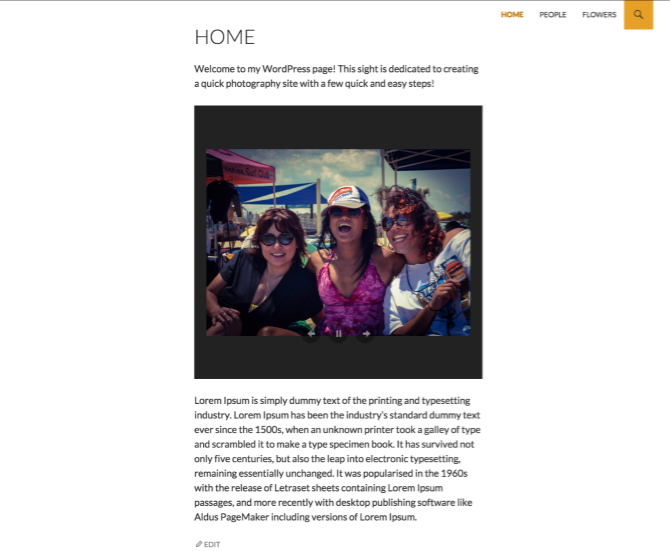 HOME PEOPLE FLOWERS
HOME
Welcome to my WordPress page! This sight is dedicated to creating
a quick photography site with a few quick and easy steps!
Surf Club
Lorem Ipsum is simply dummy text of the printing and typesetting
industry. Lorem Ipsum has been the industry's standard dummy text
ever since the 1500s, when an unknown printer took a galley of type
and scrambled it to make a type specimen book. It has survived not
only five centuries, but also the leap into electronic typesetting,
remaining essentially unchanged. It was popularised in the 1960s
with the release of Letraset sheets containing Lorem Ipsum
passages, and more recently with desktop publishing software like
Aldus PageMaker including versions of Lorem Ipsum.
EDIT